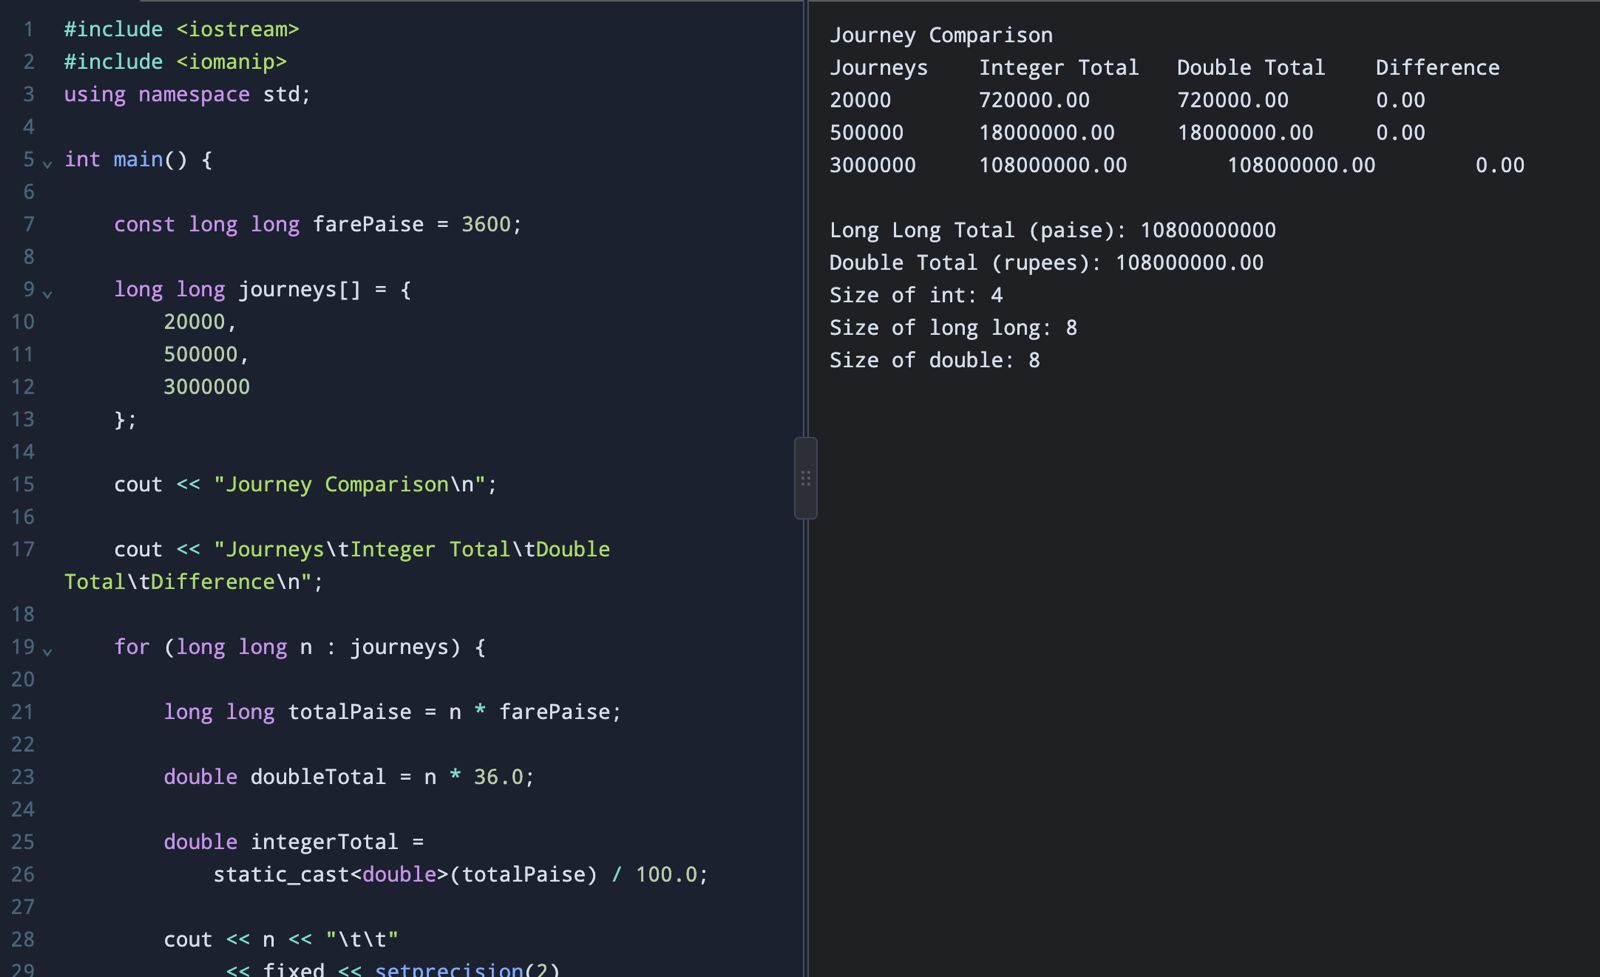 1 #include <iostream>
2 #include <iomanip>
3 using namespace std;
4
5 int main() {
6
7     const long long farePaise = 3600;
8
9     long long journeys[] = {
10         20000,
11         500000,
12         3000000
13     };
14
15     cout << "Journey Comparison\n";
16
17     cout << "Journeys\tInteger Total\tDouble
Total\tDifference\n";
18
19     for (long long n : journeys) {
20
21         long long totalPaise = n * farePaise;
22
23         double doubleTotal = n * 36.0;
24
25         double integerTotal =
26             static_cast<double>(totalPaise) / 100.0;
27
28         cout << n << "\t\t"
29              << fixed << setprecision(2)
Journey Comparison
Journeys    Integer Total   Double Total    Difference
20000       720000.00       720000.00       0.00
500000      18000000.00     18000000.00     0.00
3000000     108000000.00        108000000.00        0.00

Long Long Total (paise): 10800000000
Double Total (rupees): 108000000.00
Size of int: 4
Size of long long: 8
Size of double: 8